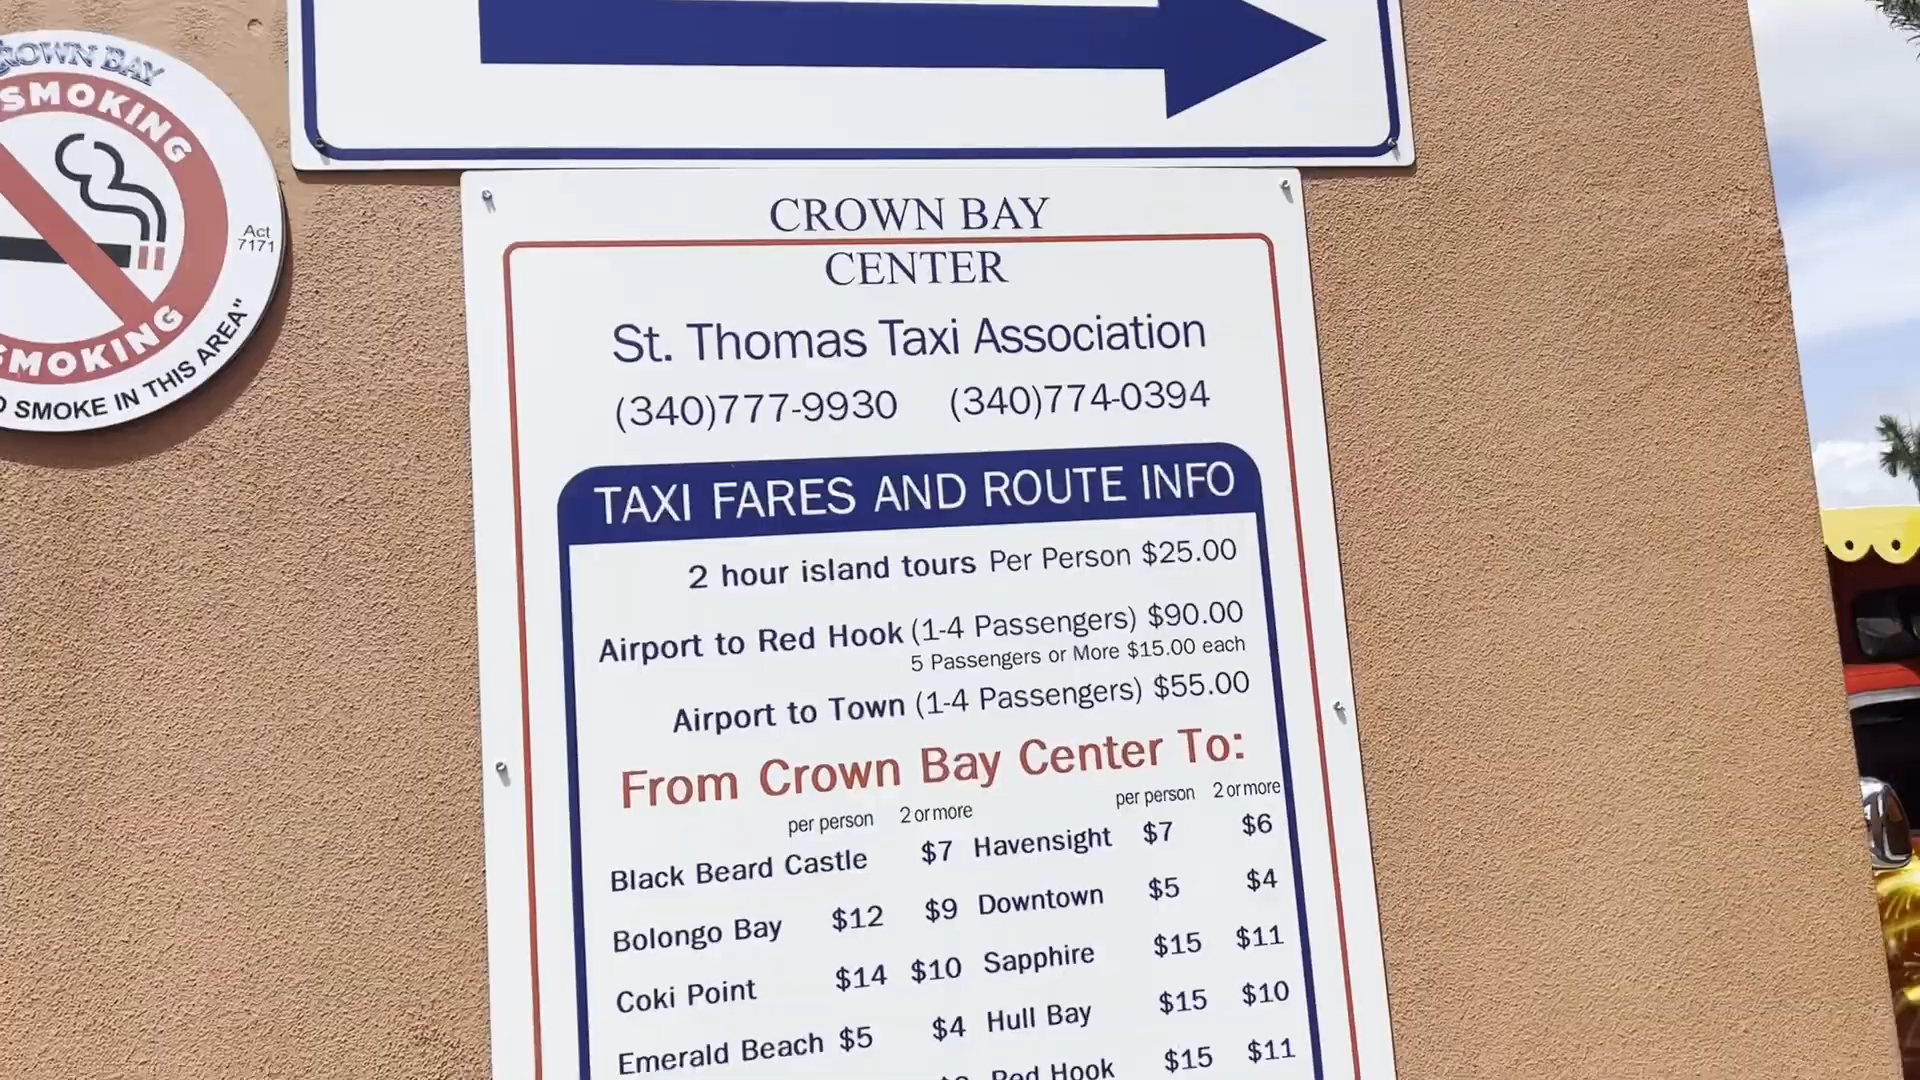 CROWN BAY
SMOKING
Act
7171
SMOKING
SMOKE IN THIS AREA"
CROWN BAY
CENTER
St. Thomas Taxi Association
(340)777-9930 (340)774-0394
TAXI FARES AND ROUTE INFO
2 hour island tours Per Person $25.00
Airport to Red Hook (1-4 Passengers) $90.00
5 Passengers or More $15.00 each
Airport to Town (1-4 Passengers) $55.00
From Crown Bay Center To:
per person 2 or more per person 2 or more
Black Beard Castle $7 Havensight $7 $6
Bolongo Bay $12 $9 Downtown $5 $4
Coki Point $14 $10 Sapphire $15 $11
Emerald Beach $5 $4 Hull Bay $15 $10
Red Hook $15 $11